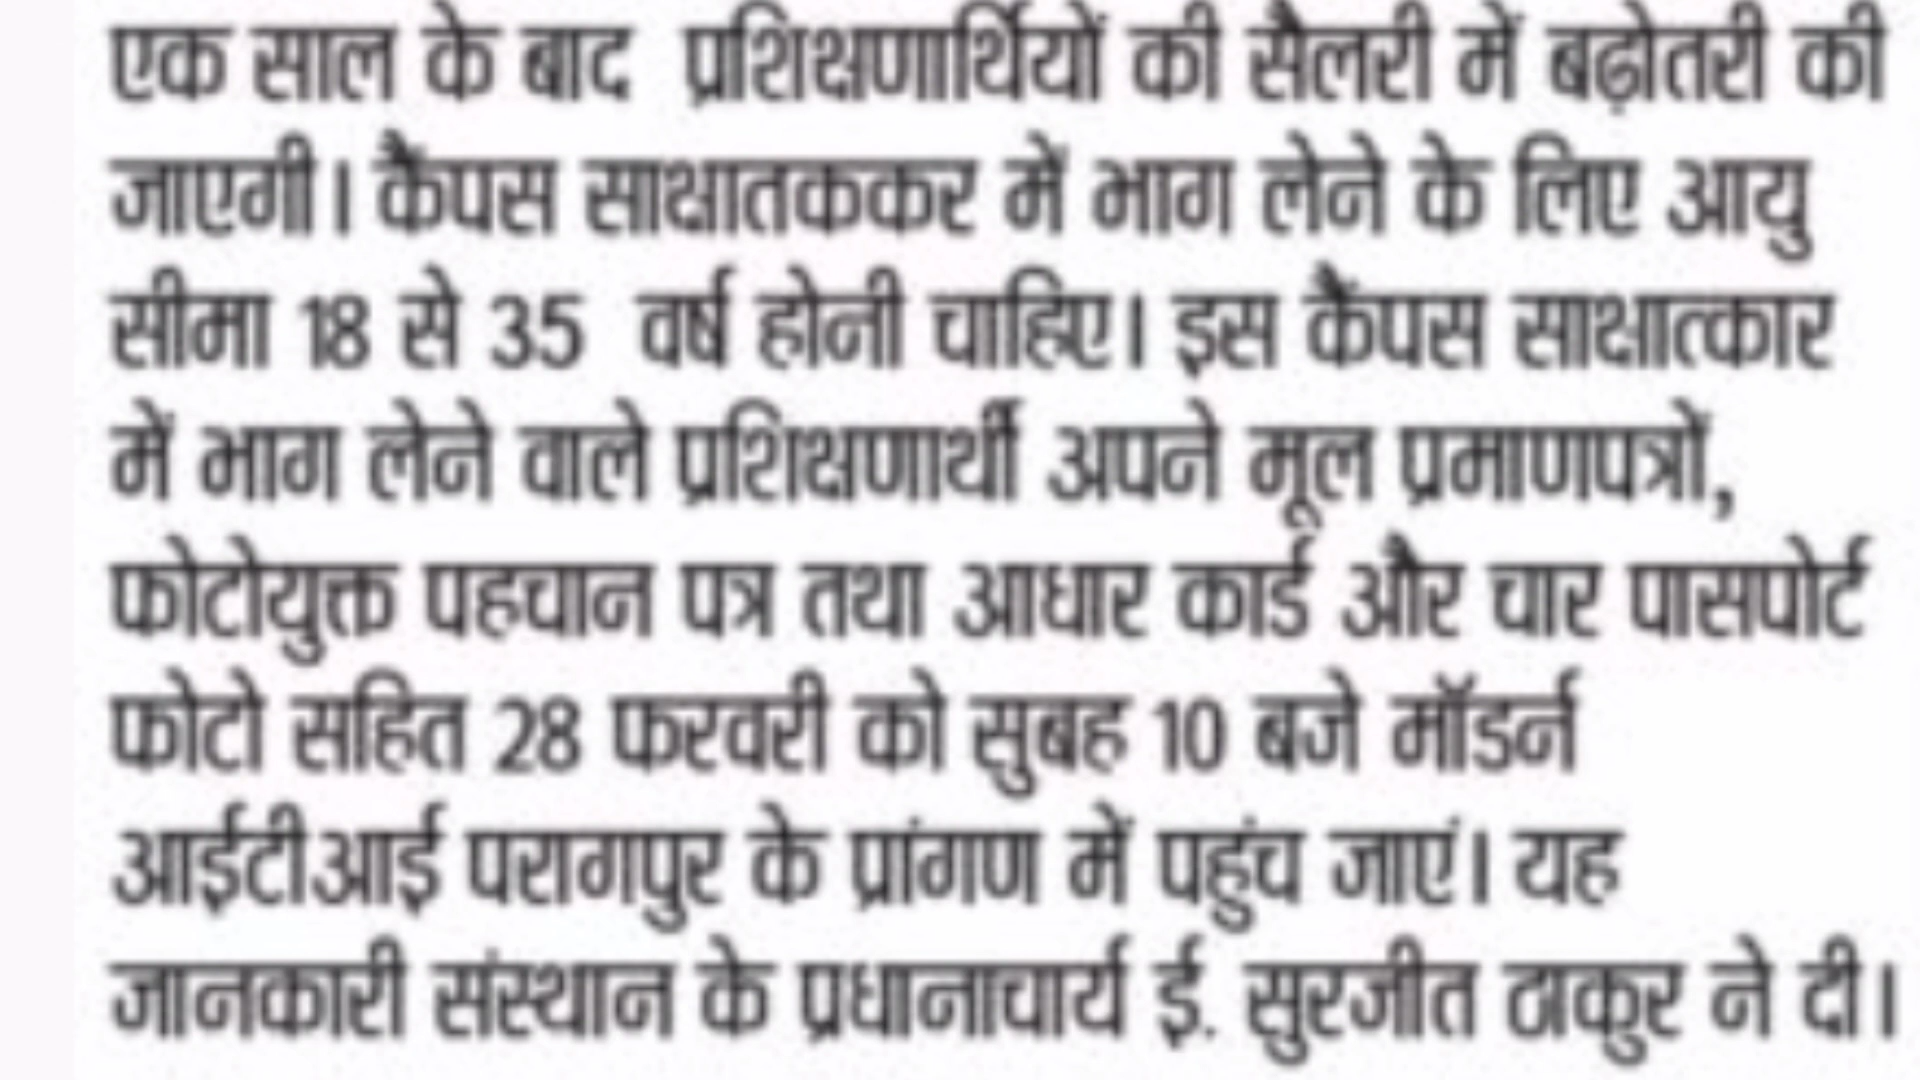 एक साल के बाद प्रशिक्षणार्थियों की सैलरी में बढ़ोतरी की
जाएगी। कैंपस साक्षातककर में भाग लेने के लिए आयु
सीमा 18 से 35 वर्ष होनी चाहिए। इस कैंपस साक्षात्कार
में भाग लेने वाले प्रशिक्षणार्थी अपने मूल प्रमाणपत्रों,
फोटोयुक्त पहचान पत्र तथा आधार कार्ड और चार पासपोर्ट
फोटो सहित 28 फरवरी को सुबह 10 बजे मॉडर्न
आईटीआई परागपुर के प्रांगण में पहुंच जाएं। यह
जानकारी संस्थान के प्रधानाचार्य ई. सुरजीत ठाकुर ने दी।